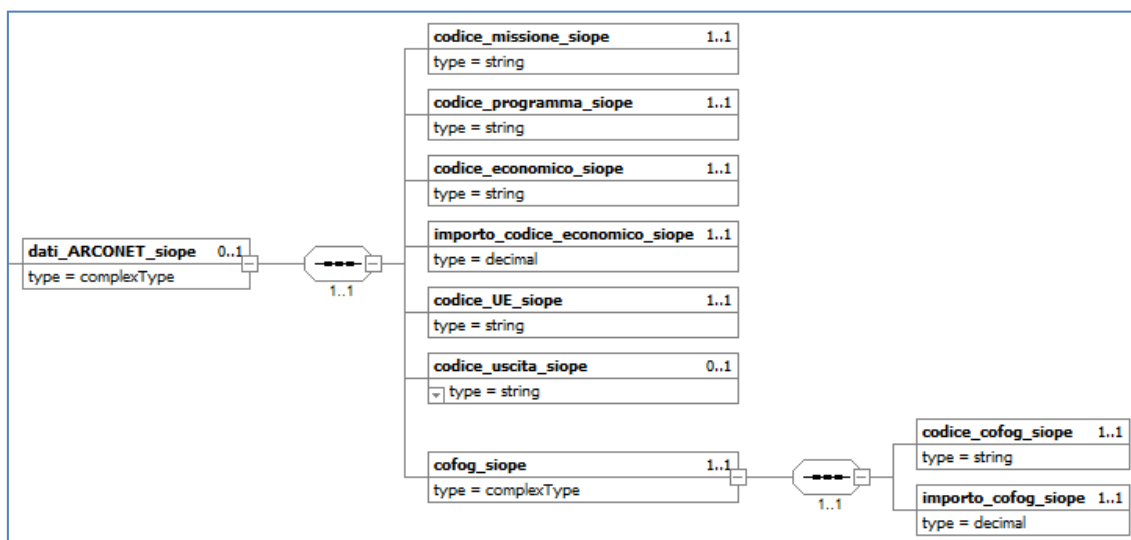 codice_missione_siope 1..1
type = string
codice_programma_siope 1..1
type = string
codice_economico_siope 1..1
type = string
importo_codice_economico_siope 1..1
type = decimal
dati_ARCONET_siope 0..1
type = complexType
1..1
codice_UE_siope 1..1
type = string
codice_uscita_siope 0..1
type = string
cofog_siope 1..1
type = complexType
1..1
codice_cofog_siope 1..1
type = string
importo_cofog_siope 1..1
type = decimal